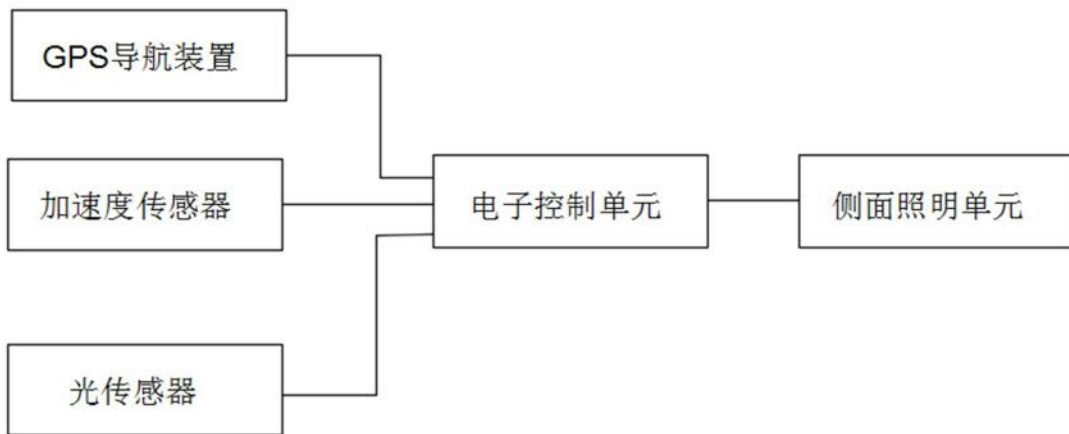 GPS导航装置
加速度传感器
电子控制单元
侧面照明单元
光传感器